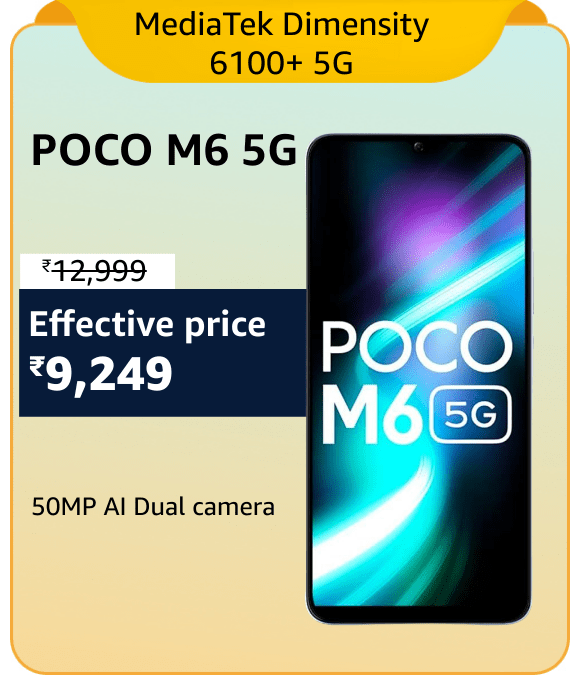 MediaTek Dimensity
6100+ 5G
POCO M6 5G
₹12,999
Effective price
₹9,249
POCO
M6 5G
50MP AI Dual camera